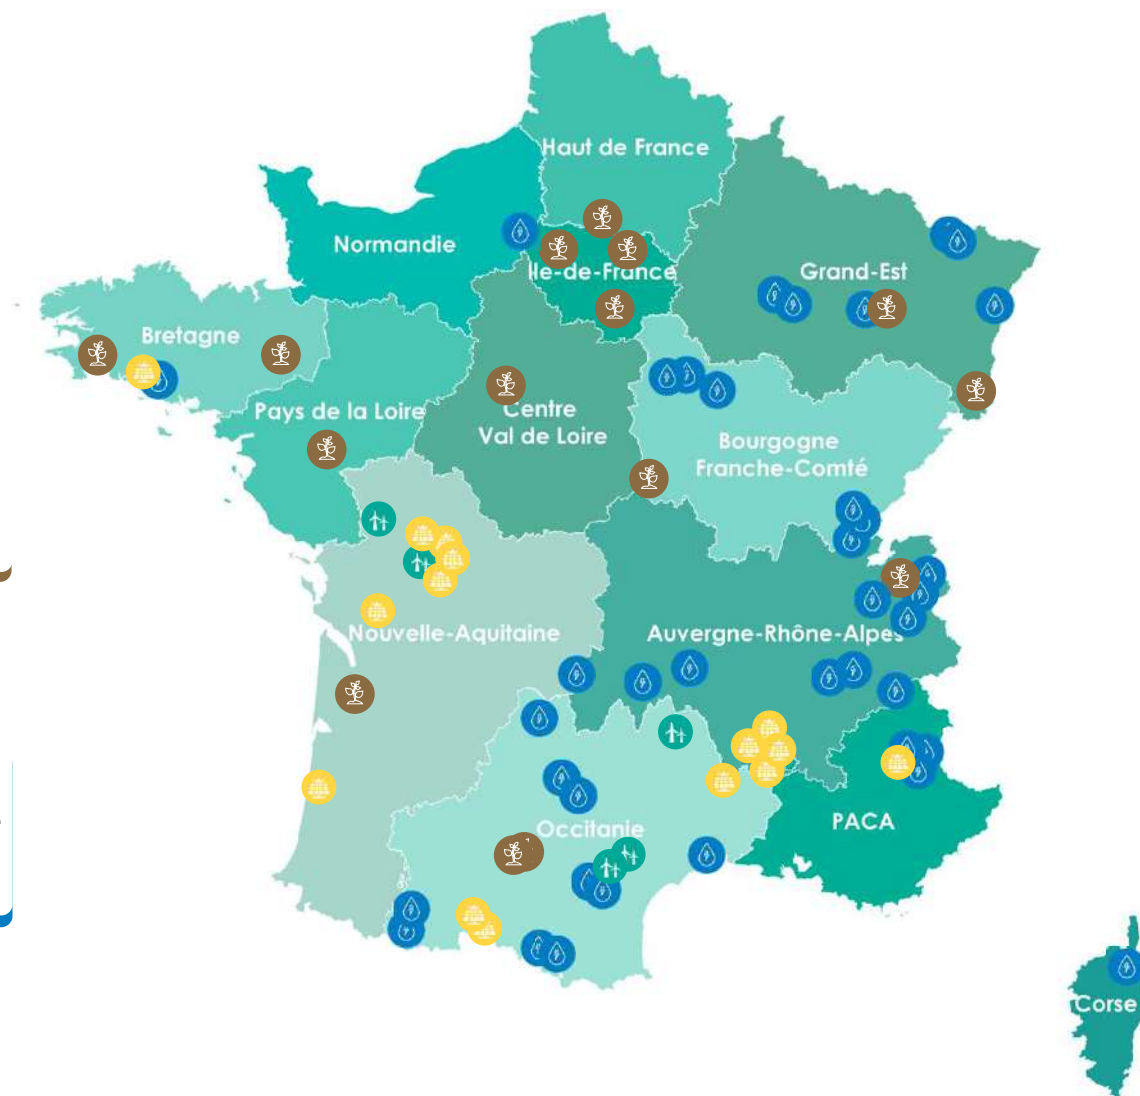 Haut de France
Normandie
Ile-de-France
Grand-Est
Bretagne
Pays de la Loire
Centre
Val de Loire
Bourgogne
Franche-Comté
Nouvelle-Aquitaine
Auvergne-Rhône-Alpes
Occitanie
PACA
Corse